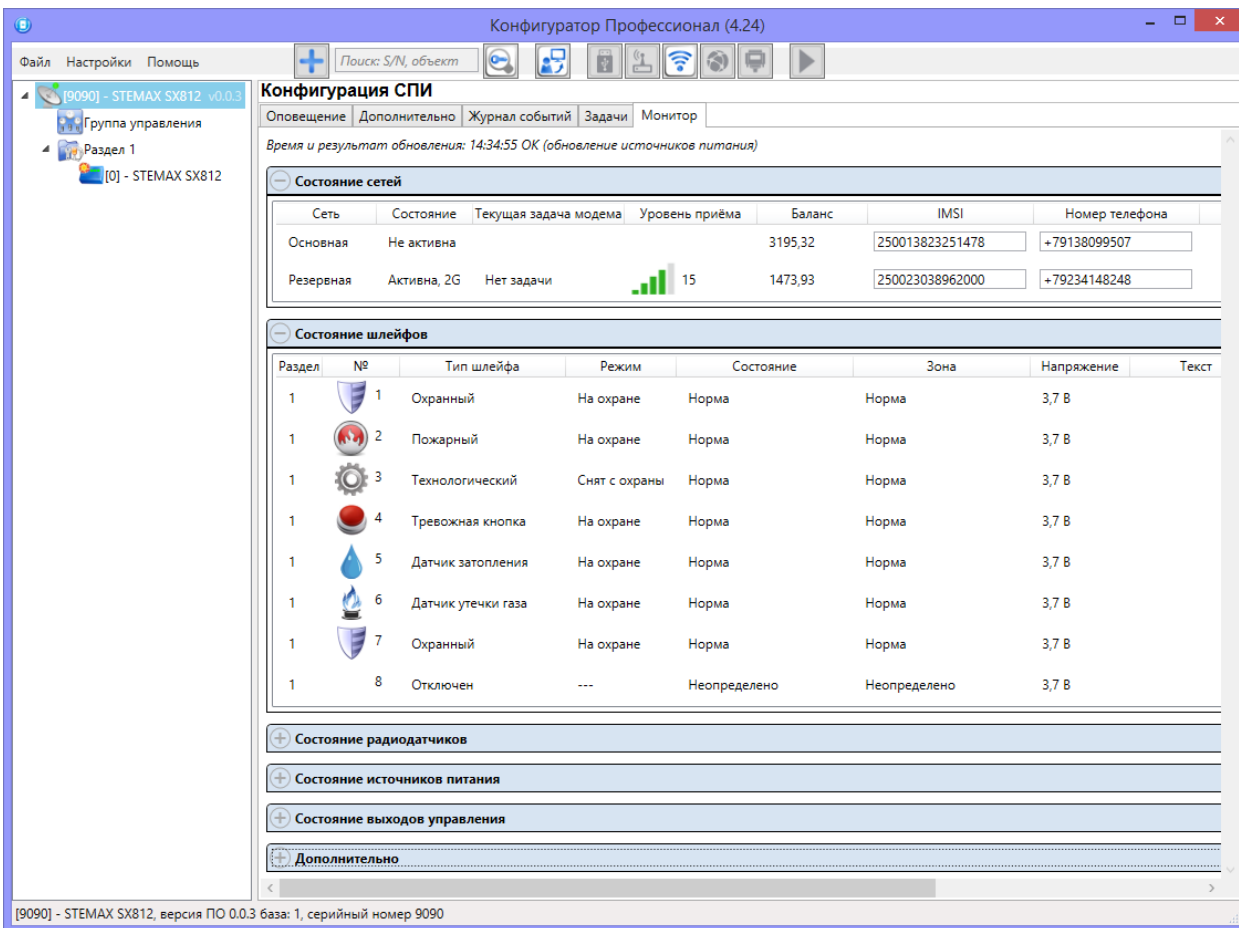 Конфигуратор Профессионал (4.24)
Файл Настройки Помощь
Поиск: S/N, объект
[9090] - STEMAX SX812 v0.0.3
Группа управления
Раздел 1
[0] - STEMAX SX812
Конфигурация СПИ
Оповещение Дополнительно Журнал событий Задачи Монитор
Время и результат обновления: 14:34:55 ОК (обновление источников питания)
Состояние сетей
Сеть Состояние Текущая задача модема Уровень приёма Баланс IMSI Номер телефона
Основная Не активна 3195,32 250013823251478 +79138099507
Резервная Активна, 2G Нет задачи 15 1473,93 250023038962000 +79234148248
Состояние шлейфов
Раздел № Тип шлейфа Режим Состояние Зона Напряжение Текст
1 1 Охранный На охране Норма Норма 3,7 В
1 2 Пожарный На охране Норма Норма 3,7 В
1 3 Технологический Снят с охраны Норма Норма 3,7 В
1 4 Тревожная кнопка На охране Норма Норма 3,7 В
1 5 Датчик затопления На охране Норма Норма 3,7 В
1 6 Датчик утечки газа На охране Норма Норма 3,7 В
1 7 Охранный На охране Норма Норма 3,7 В
1 8 Отключен --- Неопределено Неопределено 3,7 В
Состояние радиодатчиков
Состояние источников питания
Состояние выходов управления
Дополнительно
[9090] - STEMAX SX812, версия ПО 0.0.3 база: 1, серийный номер 9090